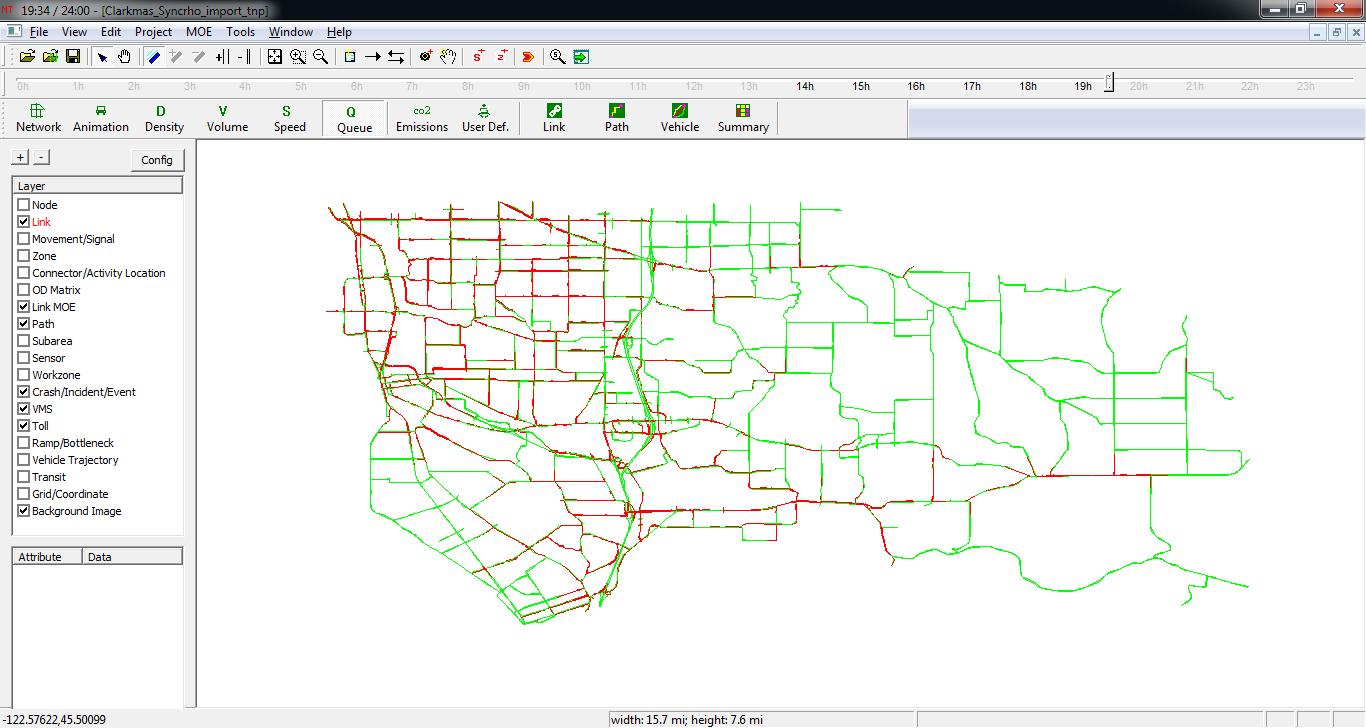 NT 19:34 / 24:00 - [Clarkmas_Syncrho_import_tnp]
File View Edit Project MOE Tools Window Help
0h 1h 2h 3h 4h 5h 6h 7h 8h 9h 10h 11h 12h 13h 14h 15h 16h 17h 18h 19h 20h 21h 22h 23h
D V S Q co2
Network Animation Density Volume Speed Queue Emissions User Def. Link Path Vehicle Summary
+ - Config
Layer
Node
Link
Movement/Signal
Zone
Connector/Activity Location
OD Matrix
Link MOE
Path
Subarea
Sensor
Workzone
Crash/Incident/Event
VMS
Toll
Ramp/Bottleneck
Vehicle Trajectory
Transit
Grid/Coordinate
Background Image
Attribute Data
-122.57622,45.50099 width: 15.7 mi; height: 7.6 mi